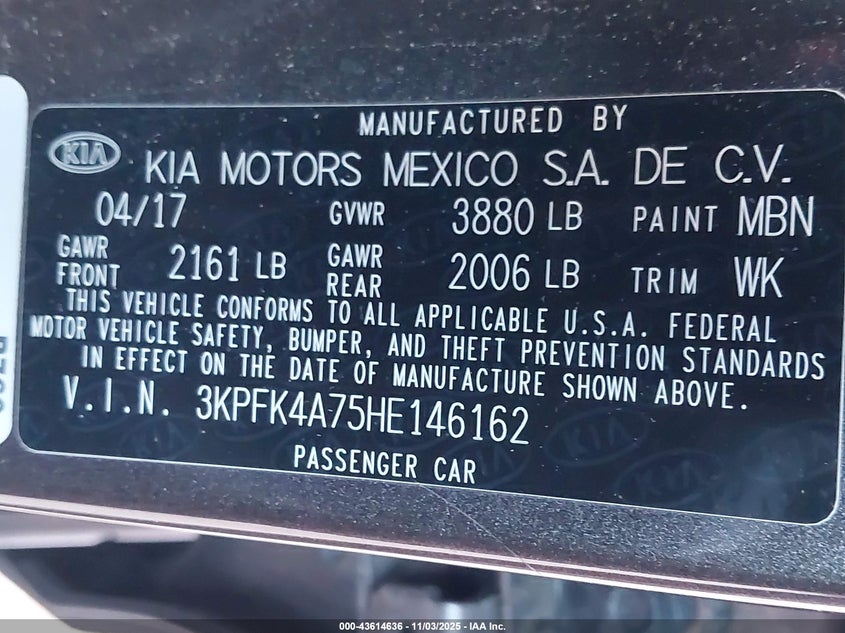 MANUFACTURED BY
KIA KIA MOTORS MEXICO S.A. DE C.V.
04/17 GVWR 3880 LB PAINT MBN
GAWR FRONT 2161 LB GAWR REAR 2006 LB TRIM WK
THIS VEHICLE CONFORMS TO ALL APPLICABLE U.S.A. FEDERAL
MOTOR VEHICLE SAFETY, BUMPER, AND THEFT PREVENTION STANDARDS
IN EFFECT ON THE DATE OF MANUFACTURE SHOWN ABOVE.
V.I.N. 3KPFK4A75HE146162
PASSENGER CAR
000-43614636 - 11/03/2025 - IAA Inc.